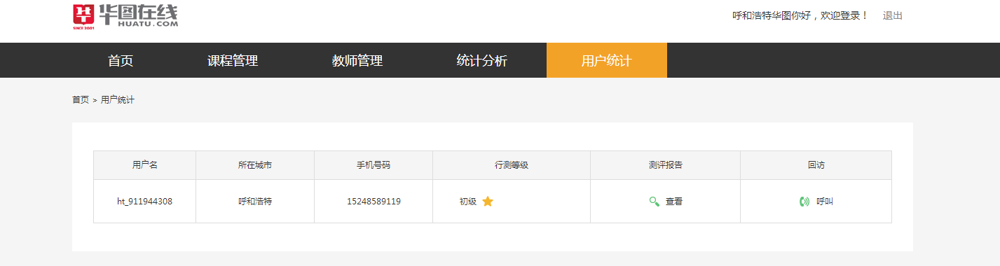 华图在线
HUATU.COM
SINCE 2001
呼和浩特华图你好，欢迎登录！ 退出
首页 课程管理 教师管理 统计分析 用户统计
首页 > 用户统计
用户名 所在城市 手机号码 行测等级 测评报告 回访
ht_911944308 呼和浩特 15248589119 初级 查看 呼叫